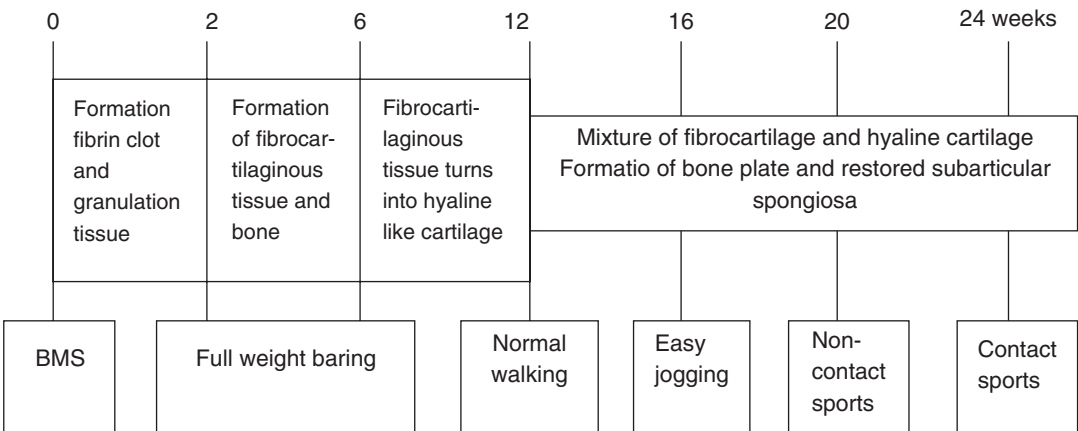 0 2 6 12 16 20 24 weeks
Formation
fibrin clot
and
granulation
tissue
Formation
of fibrocar-
tilaginous
tissue and
bone
Fibrocarti-
laginous
tissue turns
into hyaline
like cartilage
Mixture of fibrocartilage and hyaline cartilage
Formatio of bone plate and restored subarticular
spongiosa
BMS
Full weight baring
Normal
walking
Easy
jogging
Non-
contact
sports
Contact
sports